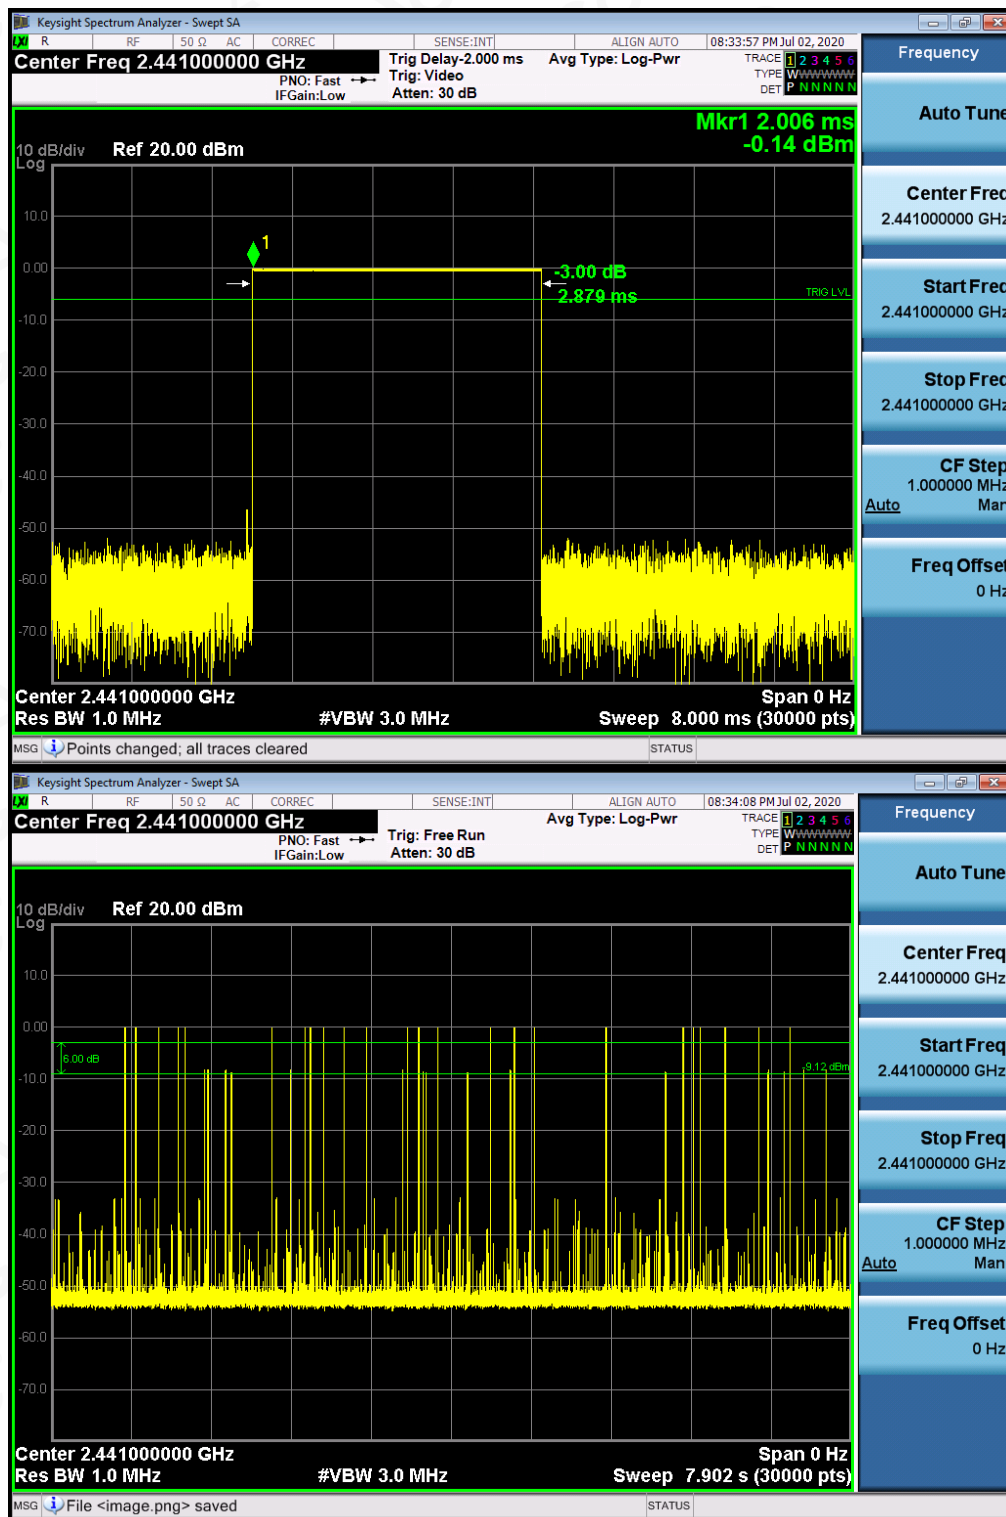 Keysight Spectrum Analyzer - Swept SA
LXI R RF 50 Ω AC CORREC SENSE:INT ALIGN AUTO 08:33:57 PM Jul 02, 2020
Center Freq 2.441000000 GHz
PNO: Fast
IFGain:Low
Trig Delay-2.000 ms
Trig: Video
Atten: 30 dB
Avg Type: Log-Pwr
TRACE 1 2 3 4 5 6
TYPE WWWWWWW
DET P N N N N N
Mkr1 2.006 ms
-0.14 dBm
10 dB/div Ref 20.00 dBm
Log
10.0
1
0.00
-3.00 dB
2.879 ms
TRIG LVL
-10.0
-20.0
-30.0
-40.0
-50.0
-60.0
-70.0
Center 2.441000000 GHz Span 0 Hz
Res BW 1.0 MHz #VBW 3.0 MHz Sweep 8.000 ms (30000 pts)
MSG Points changed; all traces cleared STATUS
Frequency
Auto Tune
Center Freq
2.441000000 GHz
Start Freq
2.441000000 GHz
Stop Freq
2.441000000 GHz
CF Step
1.000000 MHz
Auto Man
Freq Offset
0 Hz
Keysight Spectrum Analyzer - Swept SA
LXI R RF 50 Ω AC CORREC SENSE:INT ALIGN AUTO 08:34:08 PM Jul 02, 2020
Center Freq 2.441000000 GHz
PNO: Fast
IFGain:Low
Trig: Free Run
Atten: 30 dB
Avg Type: Log-Pwr
TRACE 1 2 3 4 5 6
TYPE WWWWWWW
DET P N N N N N
10 dB/div Ref 20.00 dBm
Log
10.0
0.00
6.00 dB
-9.12 dBm
-10.0
-20.0
-30.0
-40.0
-50.0
-60.0
-70.0
Center 2.441000000 GHz Span 0 Hz
Res BW 1.0 MHz #VBW 3.0 MHz Sweep 7.902 s (30000 pts)
MSG File <image.png> saved STATUS
Frequency
Auto Tune
Center Freq
2.441000000 GHz
Start Freq
2.441000000 GHz
Stop Freq
2.441000000 GHz
CF Step
1.000000 MHz
Auto Man
Freq Offset
0 Hz